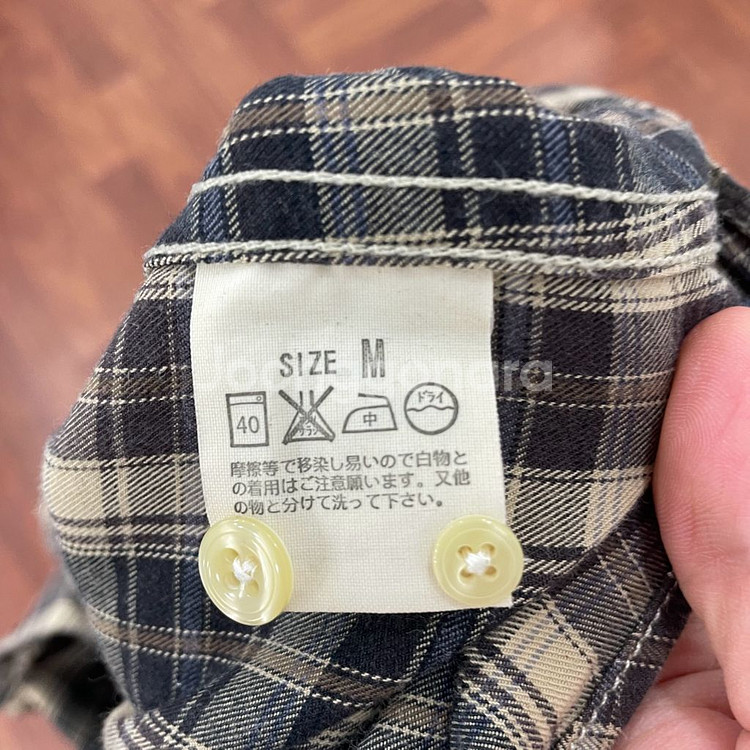 SIZE M
40 中 ドライ
摩擦等で移染し易いので白物と
の着用はご注意願います。又他
の物と分けて洗って下さい。